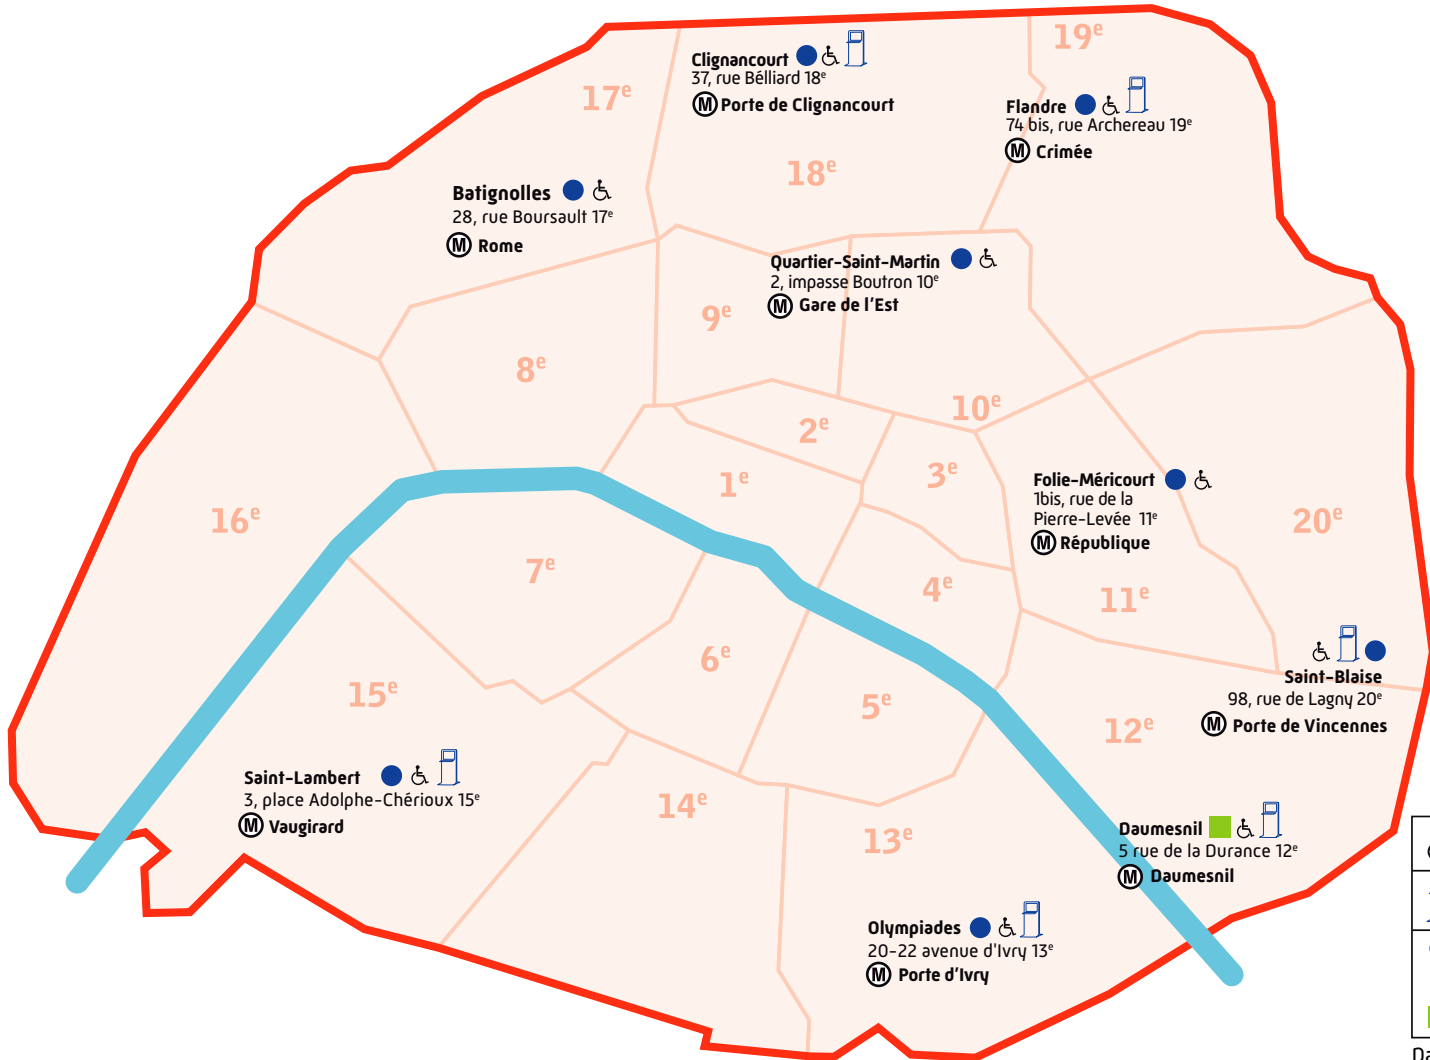 19e
Clignancourt
37, rue Bélliard 18e
M Porte de Clignancourt
17e
Flandre
74 bis, rue Archereau 19e
M Crimée
18e
Batignolles
28, rue Boursault 17e
M Rome
Quartier-Saint-Martin
2, impasse Boutron 10e
M Gare de l'Est
9e
8e
10e
2e
3e
1e
Folie-Méricourt
1bis, rue de la
Pierre-Levée 11e
M République
16e
20e
7e
4e
11e
6e
Saint-Blaise
98, rue de Lagny 20e
M Porte de Vincennes
15e
5e
12e
Saint-Lambert
3, place Adolphe-Chérioux 15e
M Vaugirard
14e
13e
Daumesnil
5 rue de la Durance 12e
M Daumesnil
Olympiades
20-22 avenue d'Ivry 13e
M Porte d'Ivry